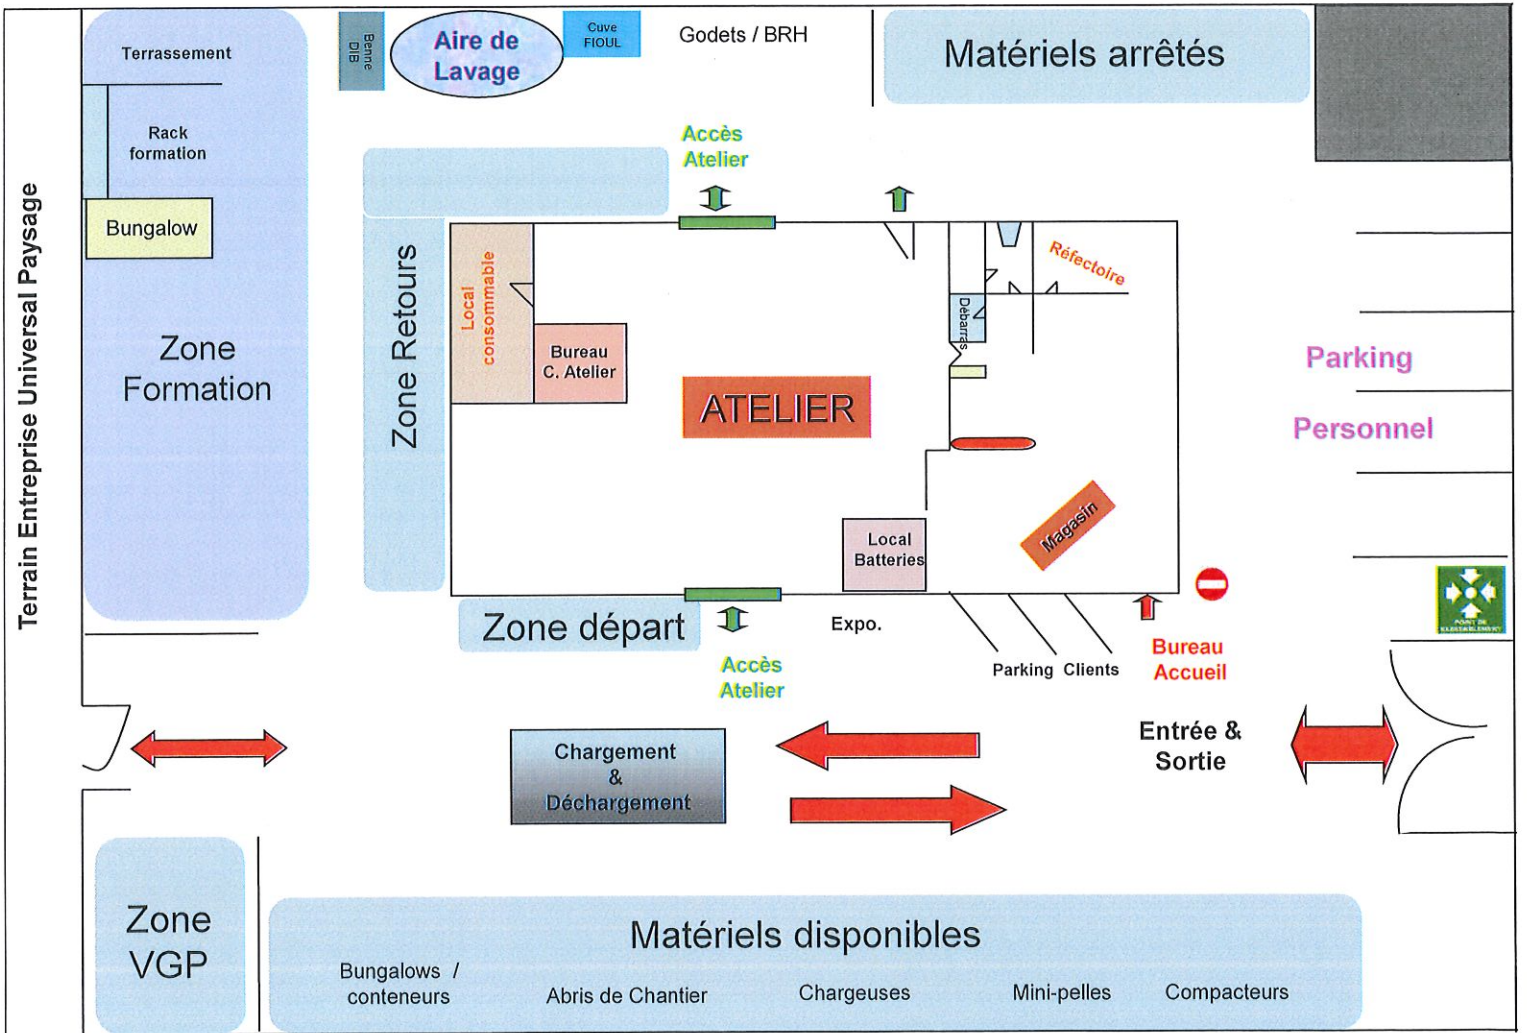 Terrassement
Benne
DIB
Aire de
Lavage
Cuve
FIOUL
Godets / BRH
Matériels arrêtés
Rack
formation
Accès
Atelier
Bungalow
Terrain Entreprise Universal Paysage
Zone
Formation
Zone Retours
Local
consommable
Bureau
C. Atelier
ATELIER
Réfectoire
Débarras
Parking
Personnel
Magasin
Local
Batteries
POINT DE
RASSEMBLEMENT
Zone départ
Expo.
Accès
Atelier
Parking Clients
Bureau
Accueil
Entrée &
Sortie
Chargement
&
Déchargement
Zone
VGP
Matériels disponibles
Bungalows /
conteneurs
Abris de Chantier
Chargeuses
Mini-pelles
Compacteurs